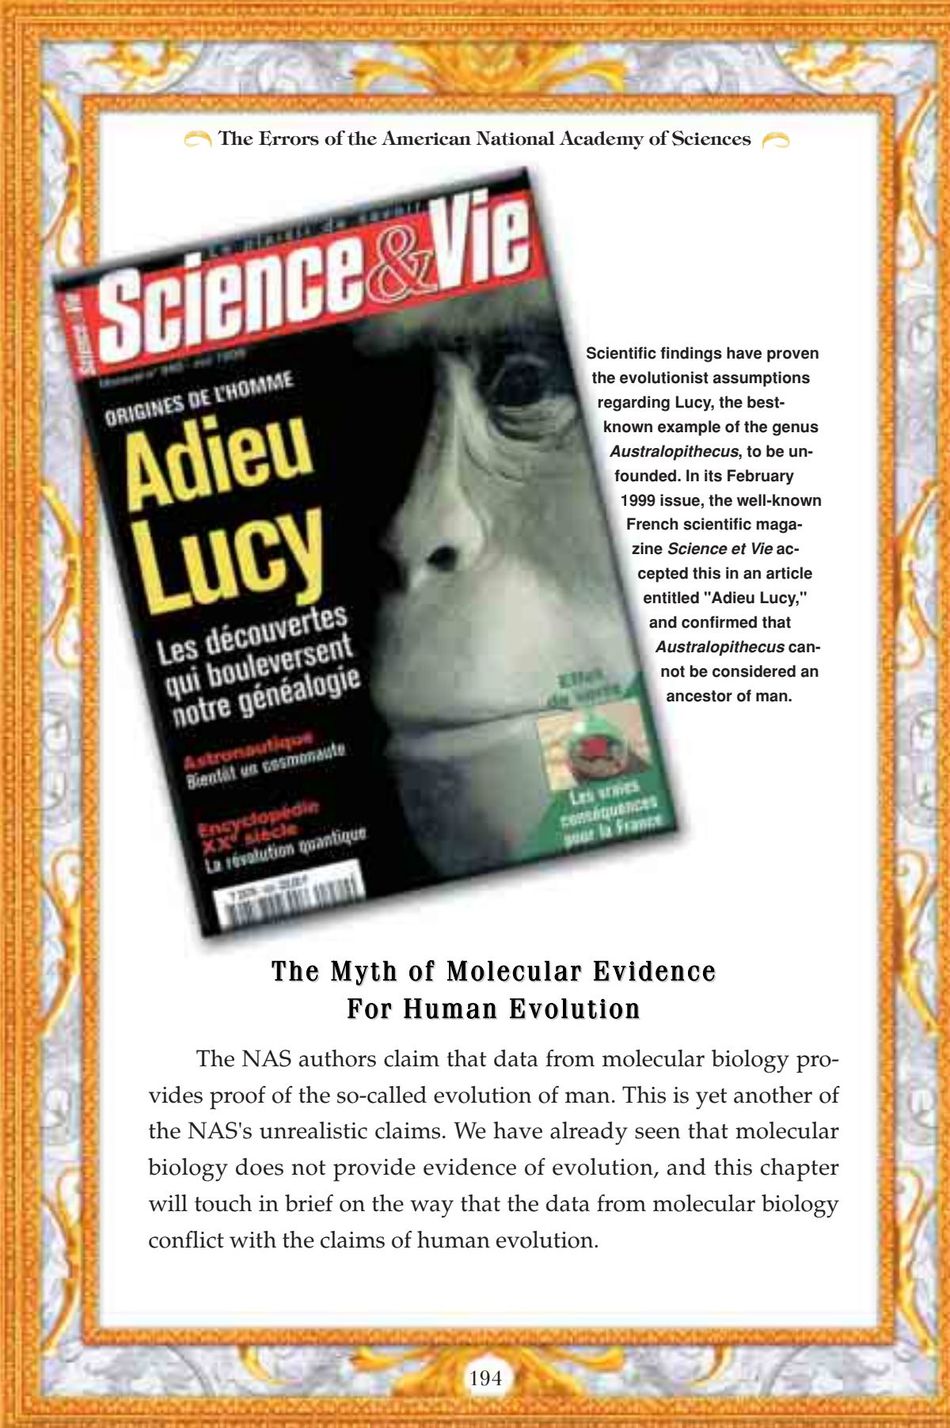 The Errors of the American National Academy of Sciences
Le plaisir de savoir
Science & Vie
ORIGINES DE L'HOMME
Adieu
Lucy
Les découvertes
qui bouleversent
notre généalogie
Astronautique
Bientôt un cosmonaute
Encyclopédie
XXe siècle
La révolution quantique
Effet
de serre
Les vraies
conséquences
pour la France
Scientific findings have proven
the evolutionist assumptions
regarding Lucy, the best-
known example of the genus
Australopithecus, to be un-
founded. In its February
1999 issue, the well-known
French scientific maga-
zine Science et Vie ac-
cepted this in an article
entitled "Adieu Lucy,"
and confirmed that
Australopithecus can-
not be considered an
ancestor of man.
The Myth of Molecular Evidence
For Human Evolution
The NAS authors claim that data from molecular biology pro-
vides proof of the so-called evolution of man. This is yet another of
the NAS's unrealistic claims. We have already seen that molecular
biology does not provide evidence of evolution, and this chapter
will touch in brief on the way that the data from molecular biology
conflict with the claims of human evolution.
194